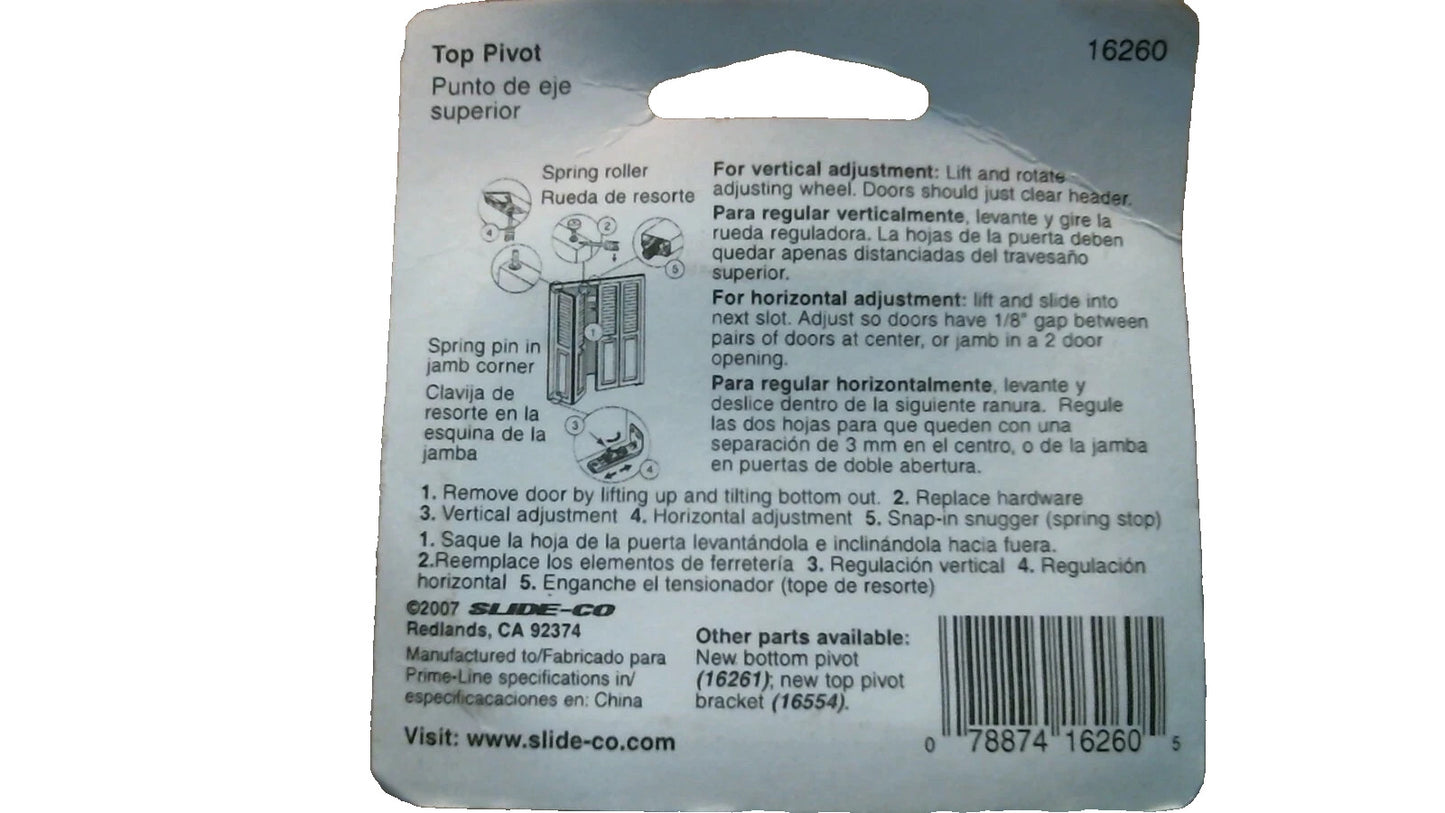 Top Pivot
16260
Punto de eje
superior
Spring roller
Rueda de resorte
4
2
5
1
Spring pin in
jamb corner
Clavija de
resorte en la
esquina de la
jamba
3
4
For vertical adjustment: Lift and rotate
adjusting wheel. Doors should just clear header.
Para regular verticalmente, levante y gire la
rueda reguladora. La hojas de la puerta deben
quedar apenas distanciadas del travesaño
superior.
For horizontal adjustment: lift and slide into
next slot. Adjust so doors have 1/8" gap between
pairs of doors at center, or jamb in a 2 door
opening.
Para regular horizontalmente, levante y
deslice dentro de la siguiente ranura. Regule
las dos hojas para que queden con una
separación de 3 mm en el centro, o de la jamba
en puertas de doble abertura.
1. Remove door by lifting up and tilting bottom out. 2. Replace hardware
3. Vertical adjustment 4. Horizontal adjustment 5. Snap-in snugger (spring stop)
1. Saque la hoja de la puerta levantándola e inclinándola hacia fuera.
2.Reemplace los elementos de ferretería 3. Regulación vertical 4. Regulación
horizontal 5. Enganche el tensionador (tope de resorte)
©2007 SLIDE-CO
Redlands, CA 92374
Manufactured to/Fabricado para
Prime-Line specifications in/
especificacaciones en: China
Visit: www.slide-co.com
Other parts available:
New bottom pivot
(16261); new top pivot
bracket (16554).
0 78874 16260 5